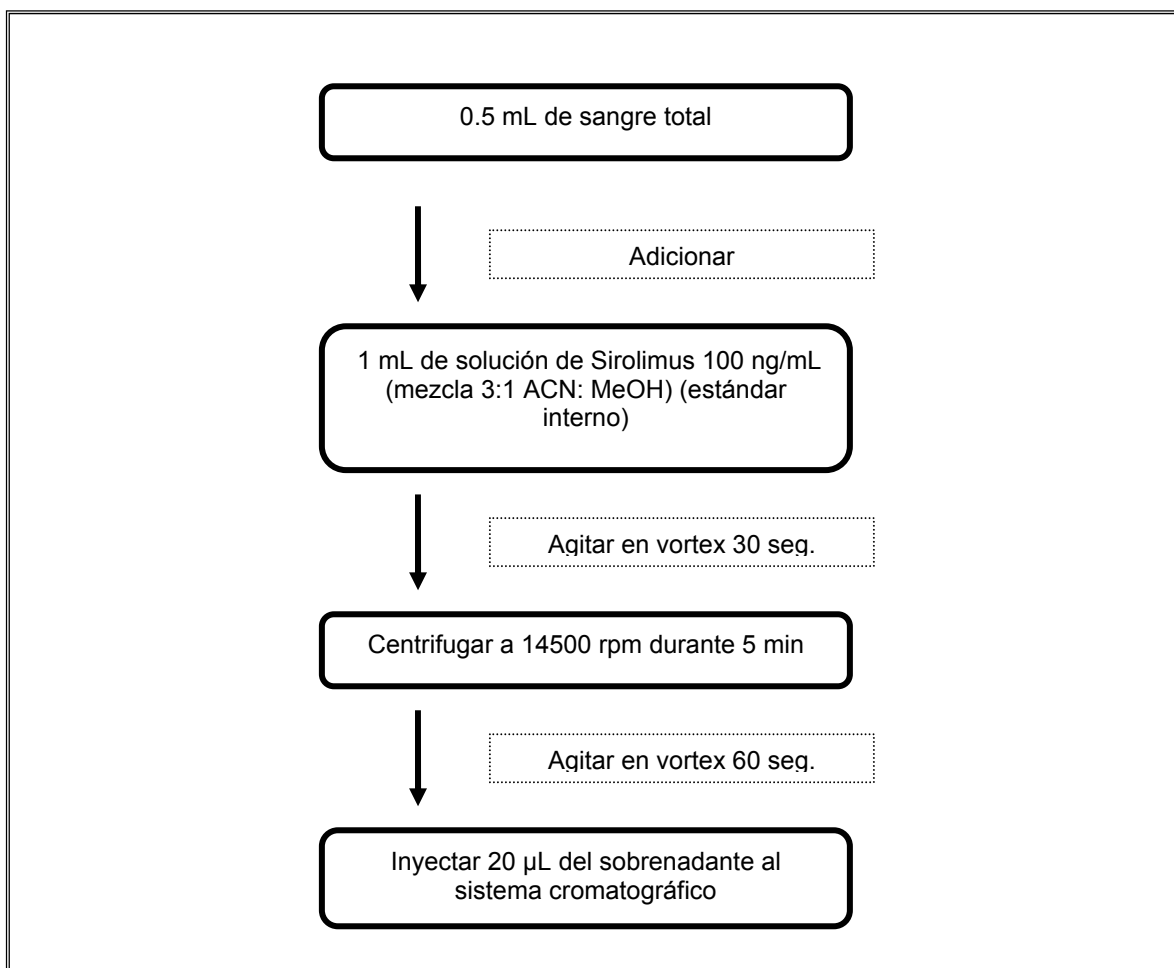 0.5 mL de sangre total
Adicionar
1 mL de solución de Sirolimus 100 ng/mL
(mezcla 3:1 ACN: MeOH) (estándar
interno)
Agitar en vortex 30 seg.
Centrifugar a 14500 rpm durante 5 min
Agitar en vortex 60 seg.
Inyectar 20 µL del sobrenadante al
sistema cromatográfico